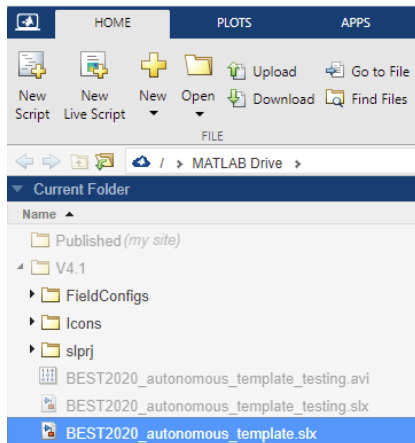 HOME PLOTS APPS
New Script
New Live Script
New
Open
Upload
Download
Go to File
Find Files
FILE
/ > MATLAB Drive >
Current Folder
Name
Published (my site)
V4.1
FieldConfigs
Icons
slprj
BEST2020_autonomous_template_testing.avi
BEST2020_autonomous_template_testing.slx
BEST2020_autonomous_template.slx